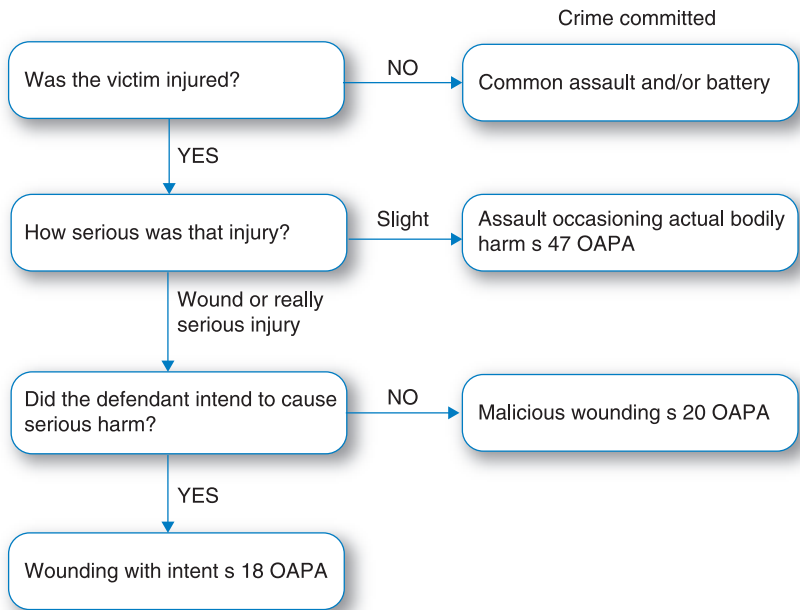 Crime committed
Was the victim injured?
NO
Common assault and/or battery
YES
How serious was that injury?
Slight
Assault occasioning actual bodily
harm s 47 OAPA
Wound or really
serious injury
Did the defendant intend to cause
serious harm?
NO
Malicious wounding s 20 OAPA
YES
Wounding with intent s 18 OAPA